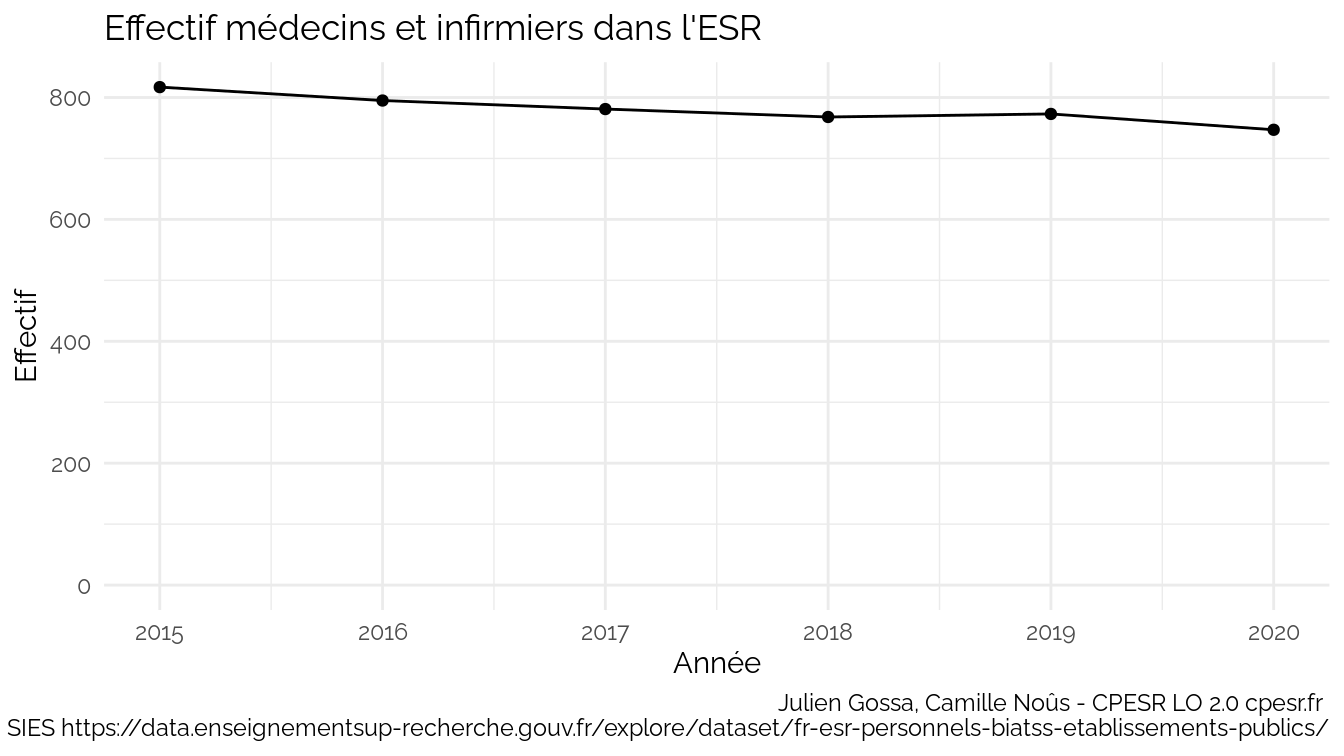 Effectif médecins et infirmiers dans l'ESR
800
600
400
200
0
Effectif
2015 2016 2017 2018 2019 2020
Année
Julien Gossa, Camille Noûs - CPESR LO 2.0 cpesr.fr
SIES https://data.enseignementsup-recherche.gouv.fr/explore/dataset/fr-esr-personnels-biatss-etablissements-publics/